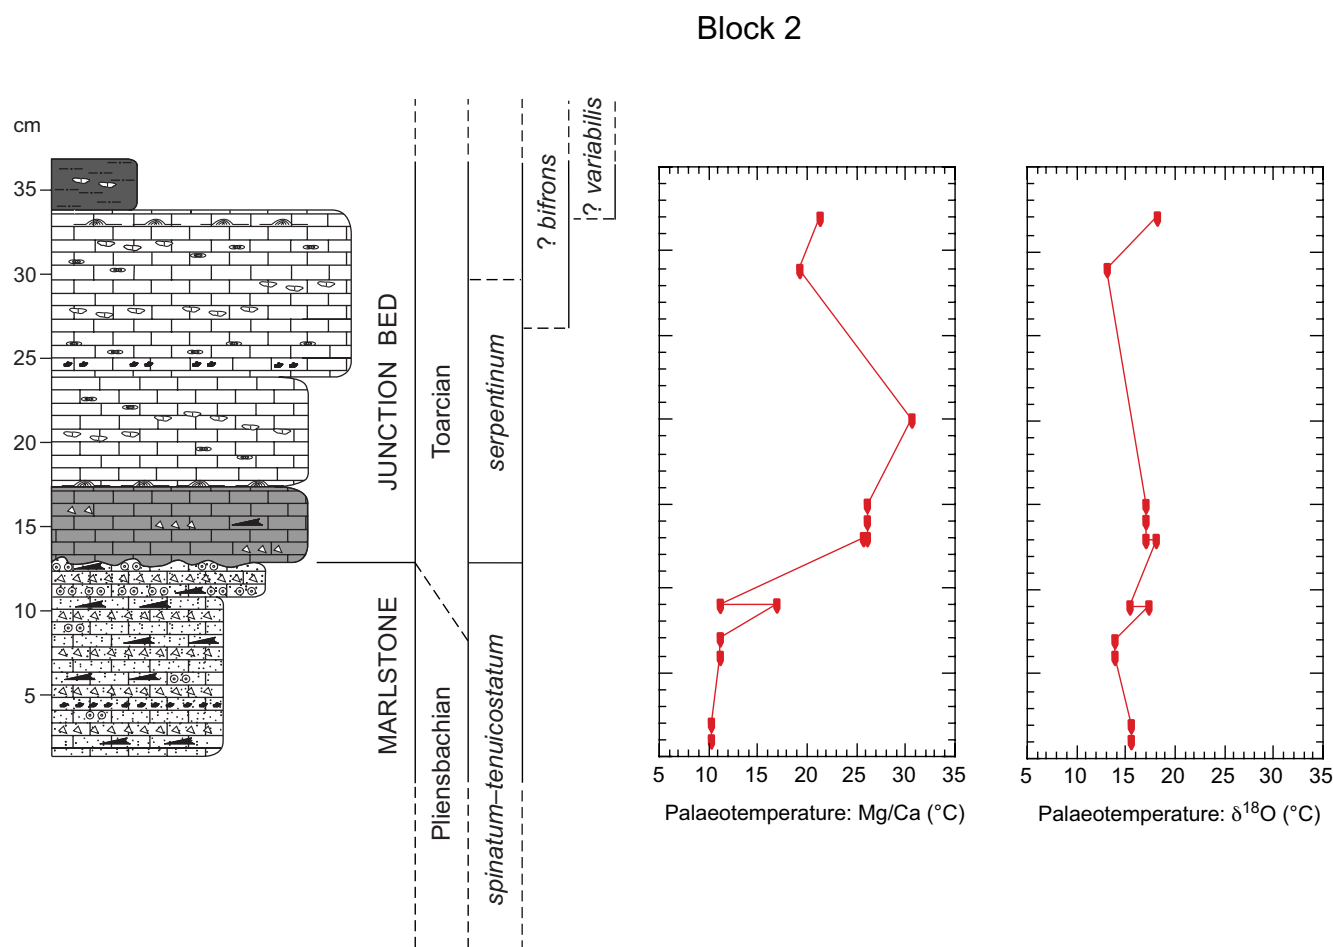 Block 2
cm
35
30
25
20
15
10
5
JUNCTION BED
MARLSTONE
Toarcian
Pliensbachian
serpentinum
spinatum–tenuicostatum
? bifrons
? variabilis
5 10 15 20 25 30 35
Palaeotemperature: Mg/Ca (°C)
5 10 15 20 25 30 35
Palaeotemperature: δ18O (°C)